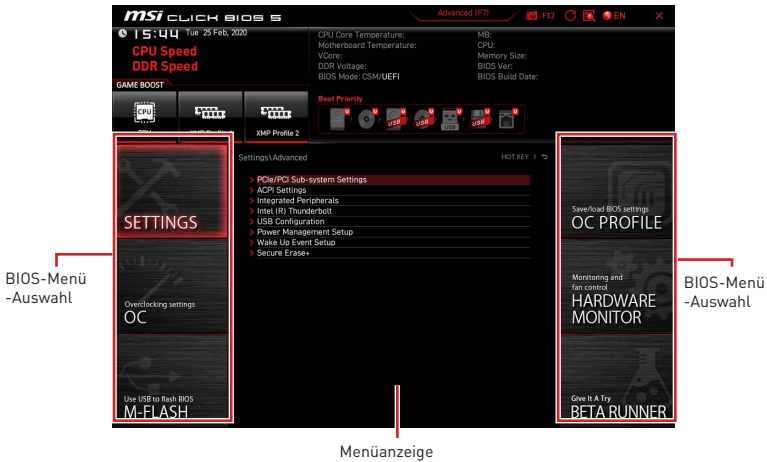 msi CLICK BIOS 5
Advanced (F7)
F12
EN
15:44 Tue 25 Feb, 2020
CPU Speed
DDR Speed
CPU Core Temperature:
Motherboard Temperature:
VCore:
DDR Voltage:
BIOS Mode: CSM/UEFI
MB:
CPU:
Memory Size:
BIOS Ver:
BIOS Build Date:
GAME BOOST
CPU
XMP Profile 2
Boot Priority
U U U U U U U
USB USB USB USB
Settings\Advanced
HOT KEY
> PCIe/PCI Sub-system Settings
> ACPI Settings
> Integrated Peripherals
> Intel (R) Thunderbolt
> USB Configuration
> Power Management Setup
> Wake Up Event Setup
> Secure Erase+
SETTINGS
Overclocking settings
OC
Use USB to flash BIOS
M-FLASH
Save/load BIOS settings
OC PROFILE
Monitoring and
fan control
HARDWARE
MONITOR
Give It A Try
BETA RUNNER
BIOS-Menü
-Auswahl
BIOS-Menü
-Auswahl
Menüanzeige